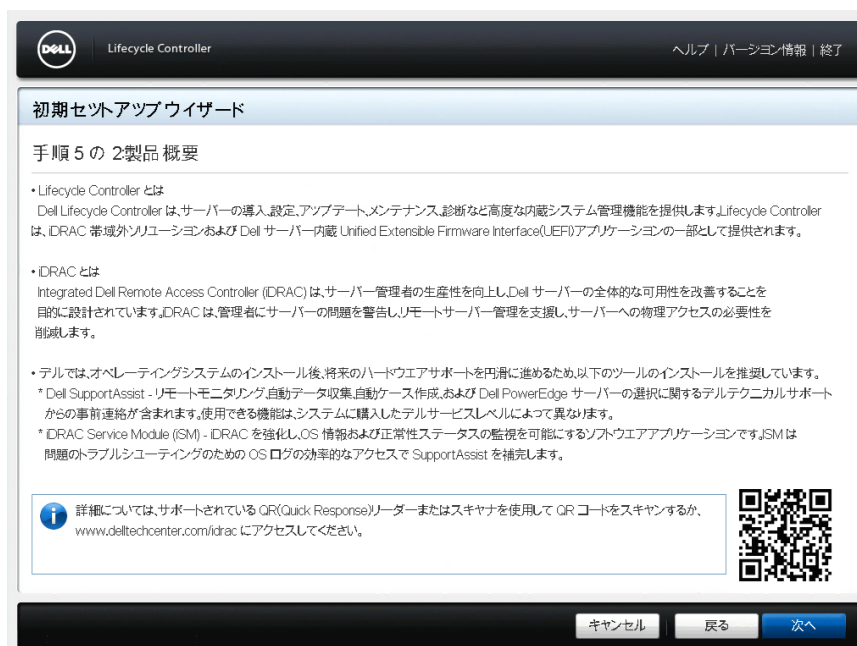 DELL Lifecycle Controller ヘルプ | バージョン情報 | 終了
初期セットアップ ウィザード
手順 5 の 2:製品 概要
• Lifecycle Controller とは
Dell Lifecycle Controller は、サーバーの導入、設定、アップデート、メンテナンス、診断など高度な内蔵システム管理機能を提供します。Lifecycle Controller
は、iDRAC 帯域外ソリューションおよび Dell サーバー内蔵 Unified Extensible Firmware Interface(UEFI)アプリケーションの一部として提供されます。
• iDRAC とは
Integrated Dell Remote Access Controller (iDRAC) は、サーバー管理者の生産性を向上し、Dell サーバーの全体的な可用性を改善することを
目的に設計されています。iDRAC は、管理者にサーバーの問題を警告し、リモートサーバー管理を支援し、サーバーへの物理アクセスの必要性を
削減します。
• デルでは、オペレーティングシステムのインストール後、将来のハードウエアサポートを円滑に進めるため、以下のツールのインストールを推奨しています。
* Dell SupportAssist - リモートモニタリング、自動データ収集、自動ケース作成、および Dell PowerEdge サーバーの選択に関するデルテクニカルサポート
からの事前連絡が含まれます。使用できる機能は、システムに購入したデルサービスレベルによって異なります。
* iDRAC Service Module (iSM) - iDRAC を強化し、OS 情報および正常性ステータスの監視を可能にするソフトウエアアプリケーションです。iSM は
問題のトラブルシューティングのための OS ログの効率的なアクセスで SupportAssist を補完します。
詳細については、サポートされている QR(Quick Response)リーダーまたはスキャナを使用して QR コードをスキャンするか、
www.delltechcenter.com/idrac にアクセスしてください。
キャンセル 戻る 次へ